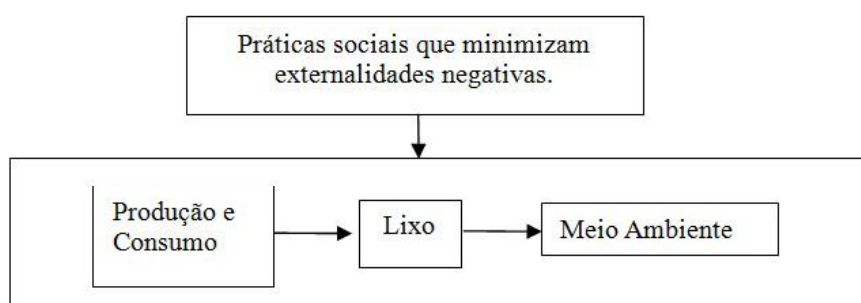 Práticas sociais que minimizam
externalidades negativas.
Produção e
Consumo
Lixo
Meio Ambiente